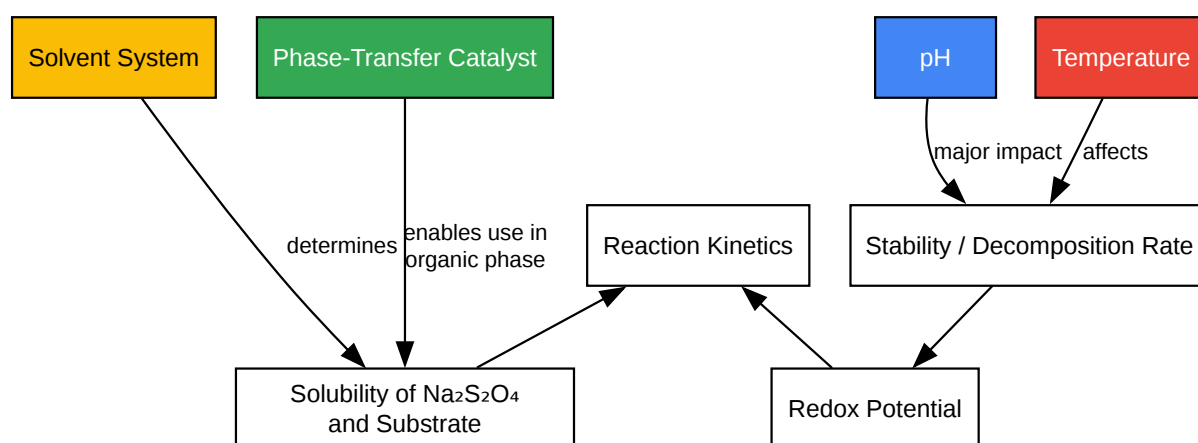 Solvent System
Phase-Transfer Catalyst
pH
Temperature
major impact
affects
determines
enables use in
organic phase
Reaction Kinetics
Stability / Decomposition Rate
Solubility of Na₂S₂O₄
and Substrate
Redox Potential